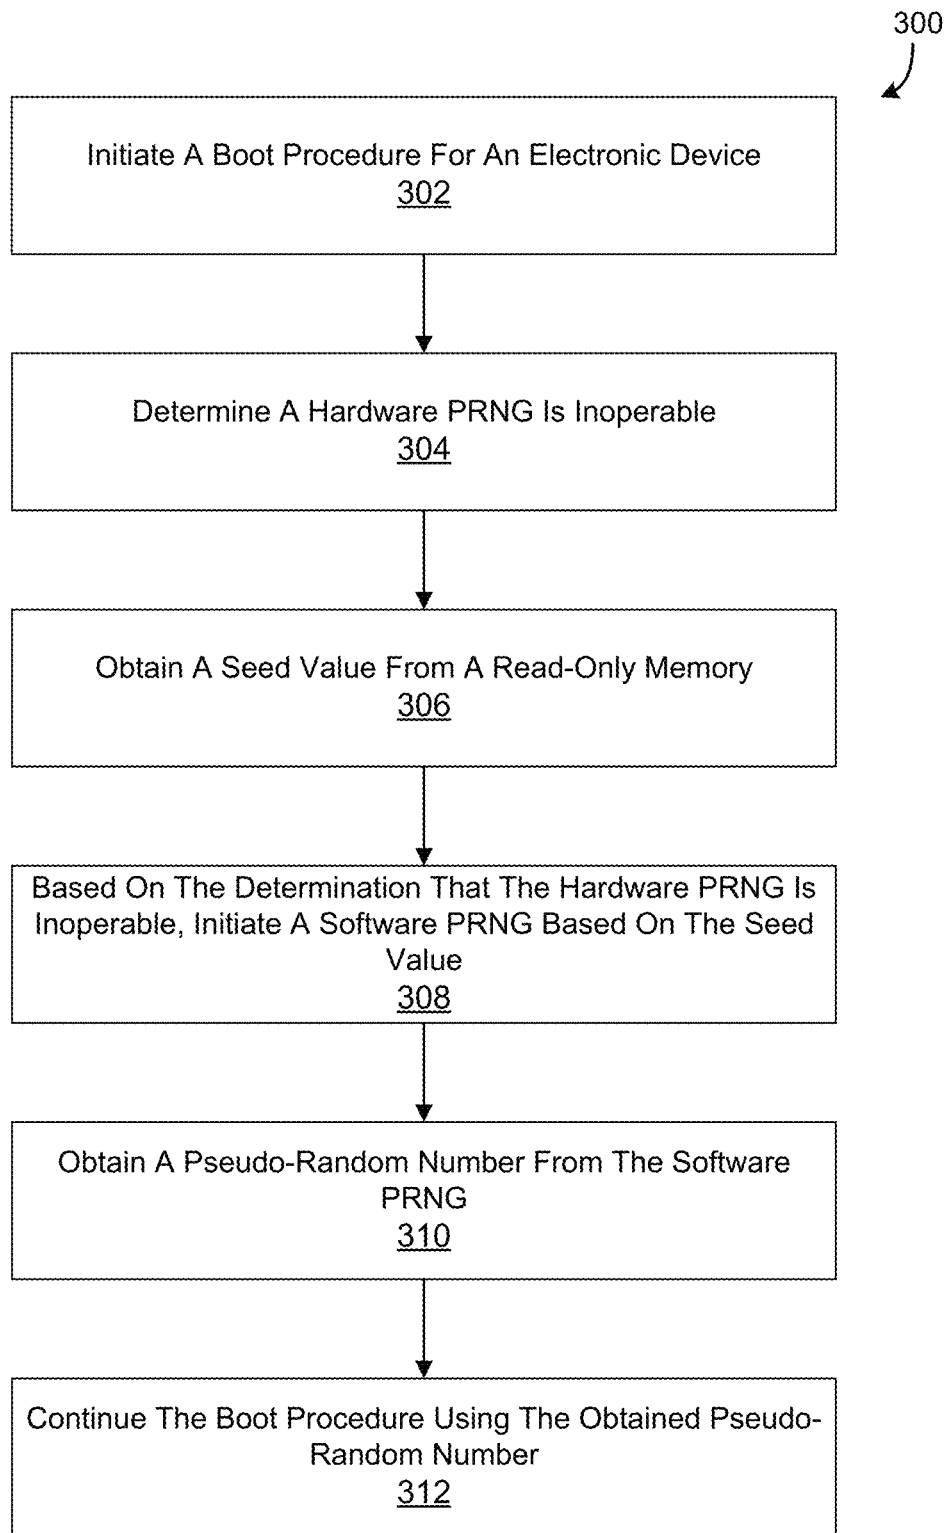 300
Initiate A Boot Procedure For An Electronic Device
302
Determine A Hardware PRNG Is Inoperable
304
Obtain A Seed Value From A Read-Only Memory
306
Based On The Determination That The Hardware PRNG Is
Inoperable, Initiate A Software PRNG Based On The Seed
Value
308
Obtain A Pseudo-Random Number From The Software
PRNG
310
Continue The Boot Procedure Using The Obtained Pseudo-
Random Number
312